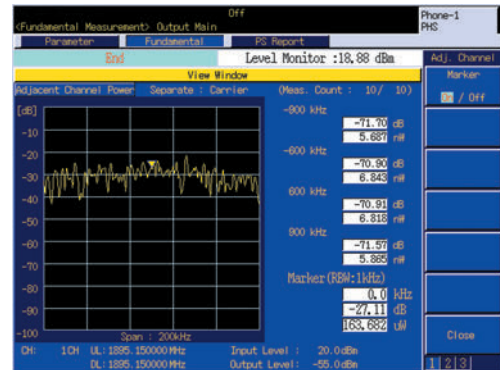 Off
<Fundamental Measurement> Output Main
Phone-1
PHS
Parameter Fundamental PS Report
End Level Monitor :18.88 dBm
Adj. Channel
View Window
Marker
On / Off
Adjacent Channel Power Separate : Carrier (Meas. Count : 10/ 10)
[dB]
-10
-20
-30
-40
-50
-60
-70
-80
-90
-100
-900 kHz
-71.70 dB
5.687 nW
-600 kHz
-70.90 dB
6.843 nW
600 kHz
-70.91 dB
6.818 nW
900 kHz
-71.57 dB
5.865 nW
Marker(RBW:1kHz)
0.0 kHz
-27.11 dB
163.682 uW
Span : 200kHz
Close
CH: 1CH UL:1895.150000MHz Input Level : 20.0dBm
DL:1895.150000MHz Output Level: -55.0dBm
1 2 3